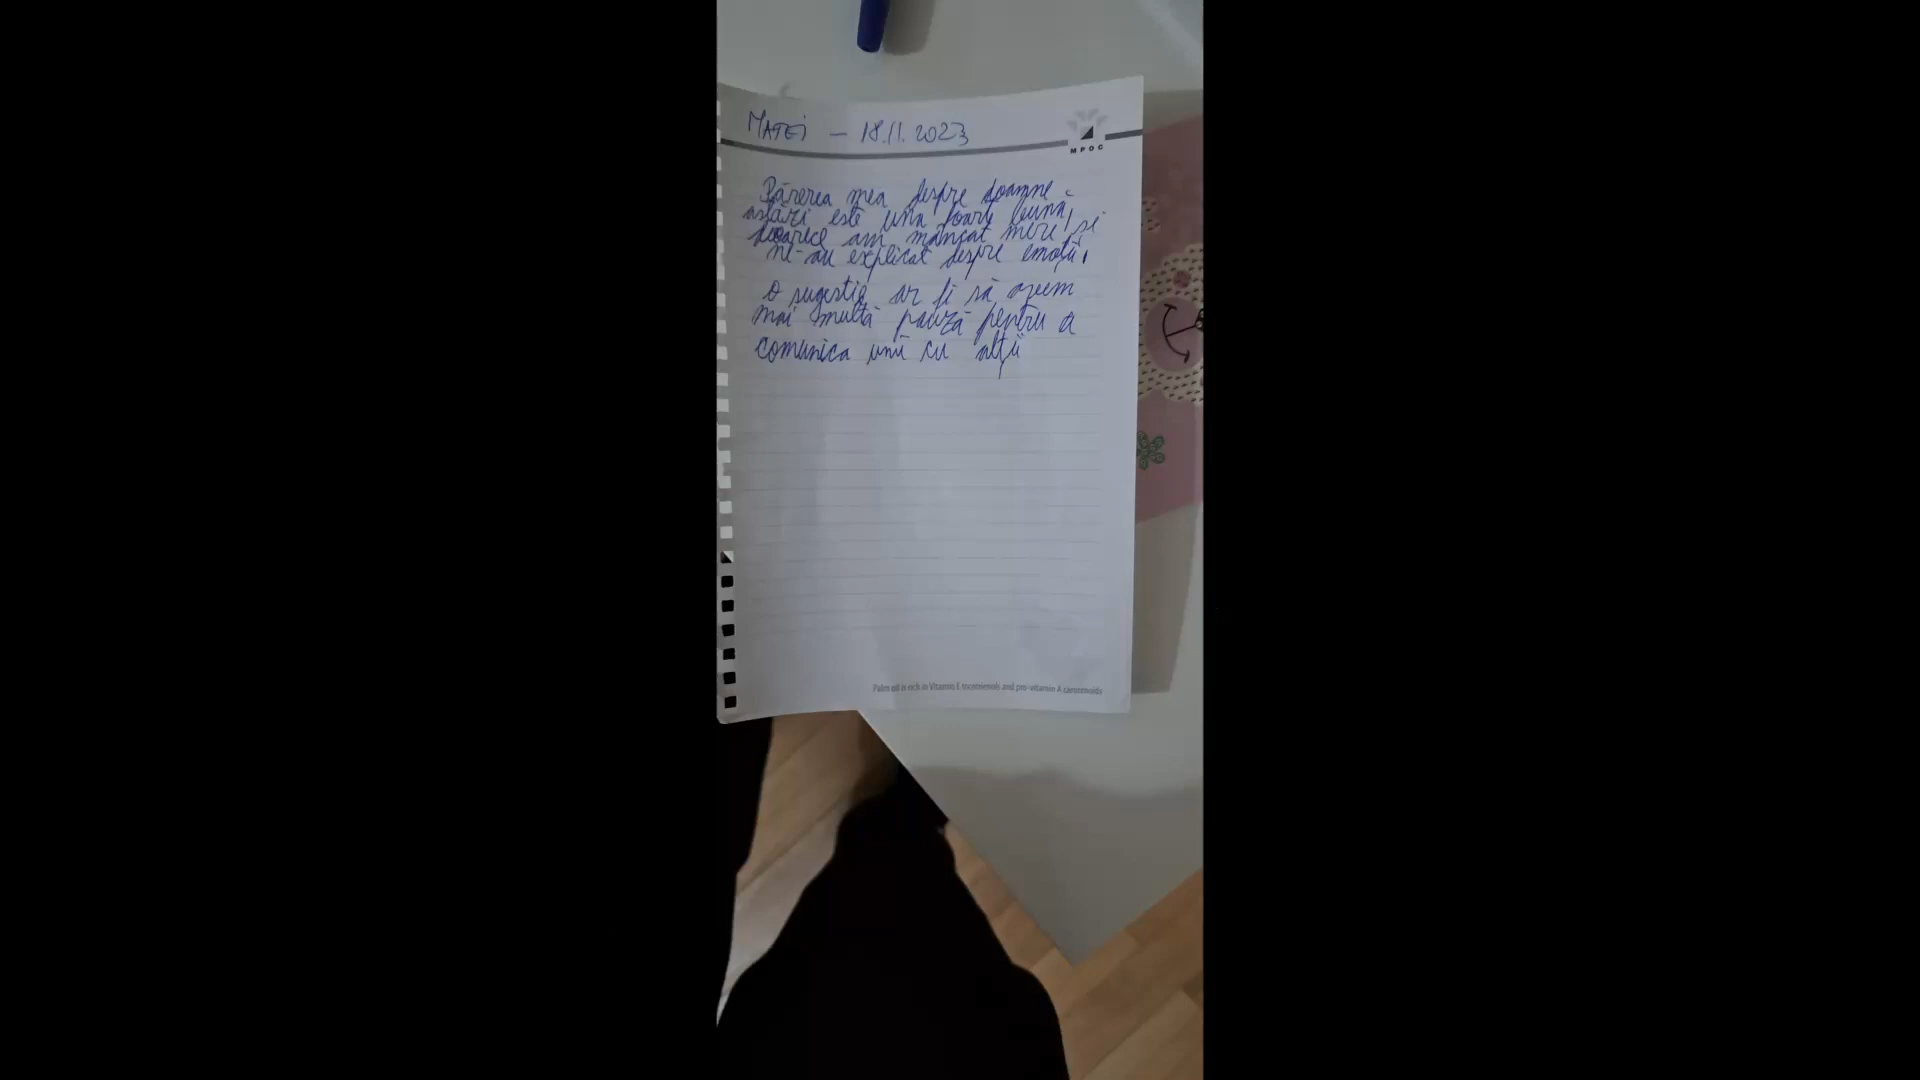 MATEI — 18.11.2023
MPOC
Părerea mea despre doamne
astăzi este una foarte bună,
deoarece am mâncat mere și
ne-au explicat despre emoții.
O sugestie ar fi să avem
mai multă pauză pentru a
comunica unii cu alții
Palm oil is rich in Vitamin E tocotrienols and pro-vitamin A carotenoids